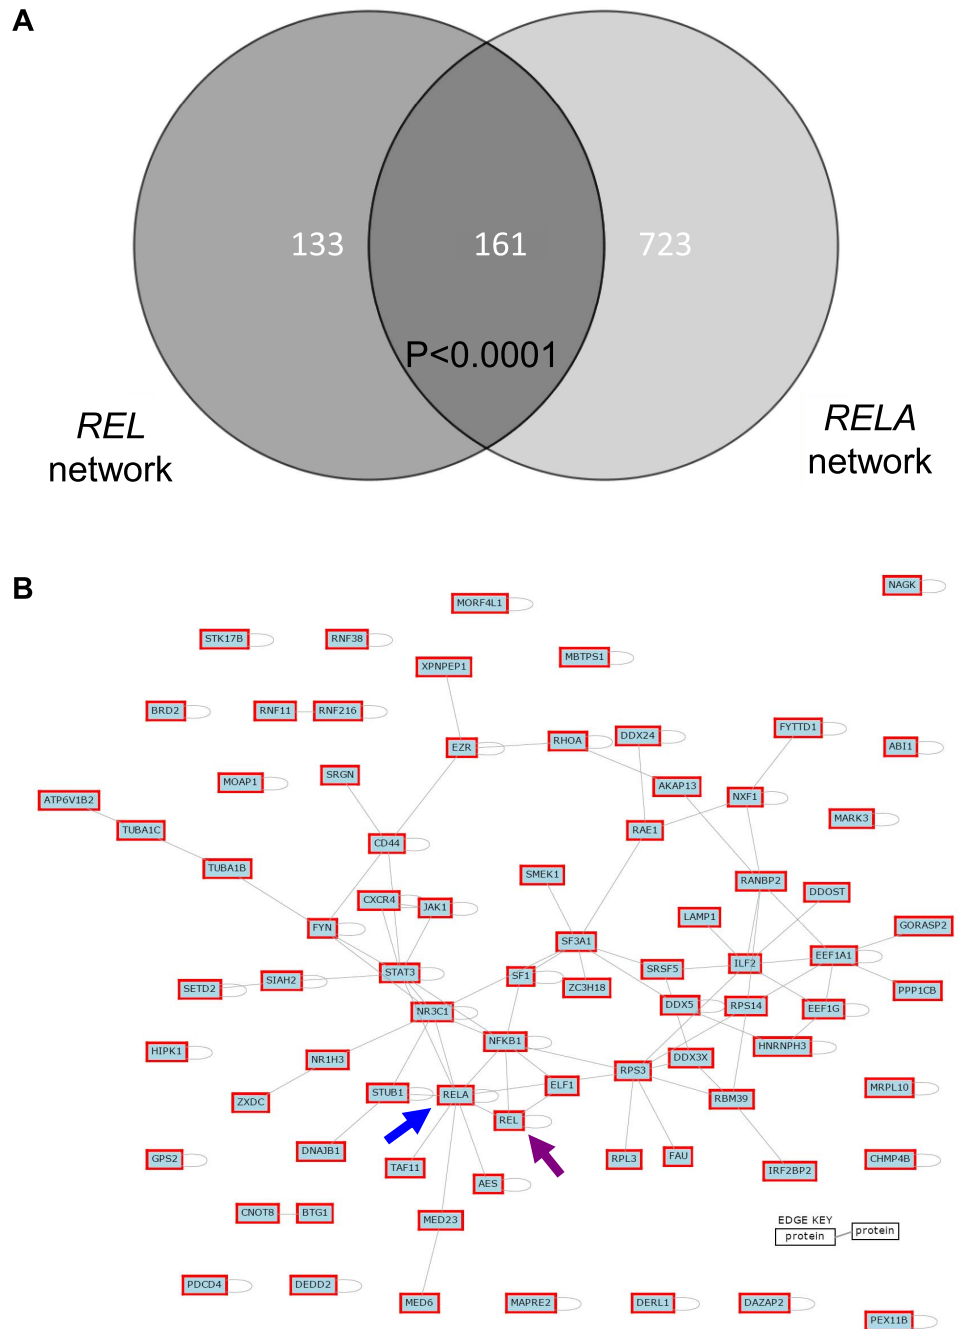 A
133
161
723
P<0.0001
REL
network
RELA
network
B
NAGK
MORF4L1
STK17B
RNF38
MBTPS1
XPNPEP1
BRD2
RNF11
RNF216
FYTTD1
DDX24
RHOA
EZR
ABI1
SRGN
MOAP1
AKAP13
NXF1
ATP6V1B2
MARK3
TUBA1C
RAE1
CD44
TUBA1B
SMEK1
RANBP2
DDOST
CXCR4
JAK1
LAMP1
FYN
GORASP2
SF3A1
EEF1A1
ILF2
SRSF5
STAT3
SF1
SIAH2
SETD2
ZC3H18
PPP1CB
DDX5
RPS14
EEF1G
NR3C1
NFKB1
HNRNPH3
HIPK1
NR1H3
DDX3X
RPS3
ELF1
MRPL10
STUB1
RELA
RBM39
ZXDC
REL
DNAJB1
RPL3
FAU
GPS2
CHMP4B
TAF11
IRF2BP2
AES
CNOT8
BTG1
MED23
EDGE KEY
protein
protein
PDCD4
DEDD2
MED6
MAPRE2
DERL1
DAZAP2
PEX11B